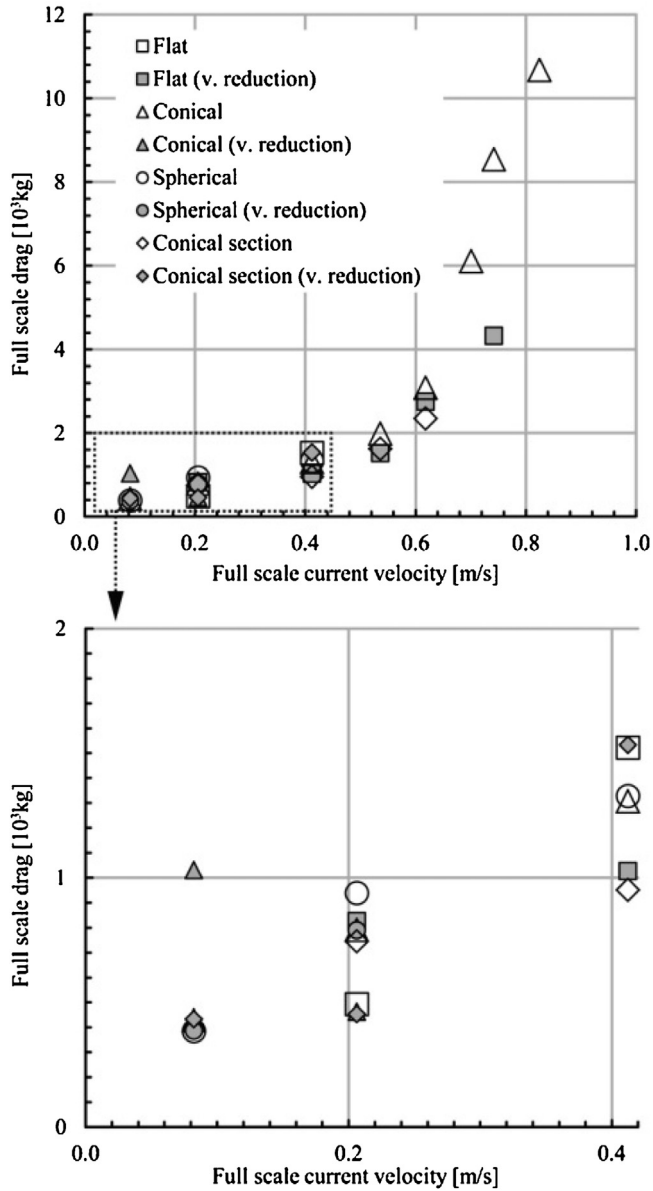 12
10
8
6
4
2
0
Full scale drag [10³kg]
Flat
Flat (v. reduction)
Conical
Conical (v. reduction)
Spherical
Spherical (v. reduction)
Conical section
Conical section (v. reduction)
0.0 0.2 0.4 0.6 0.8 1.0
Full scale current velocity [m/s]
2
1
0
Full scale drag [10³kg]
0.0 0.2 0.4
Full scale current velocity [m/s]